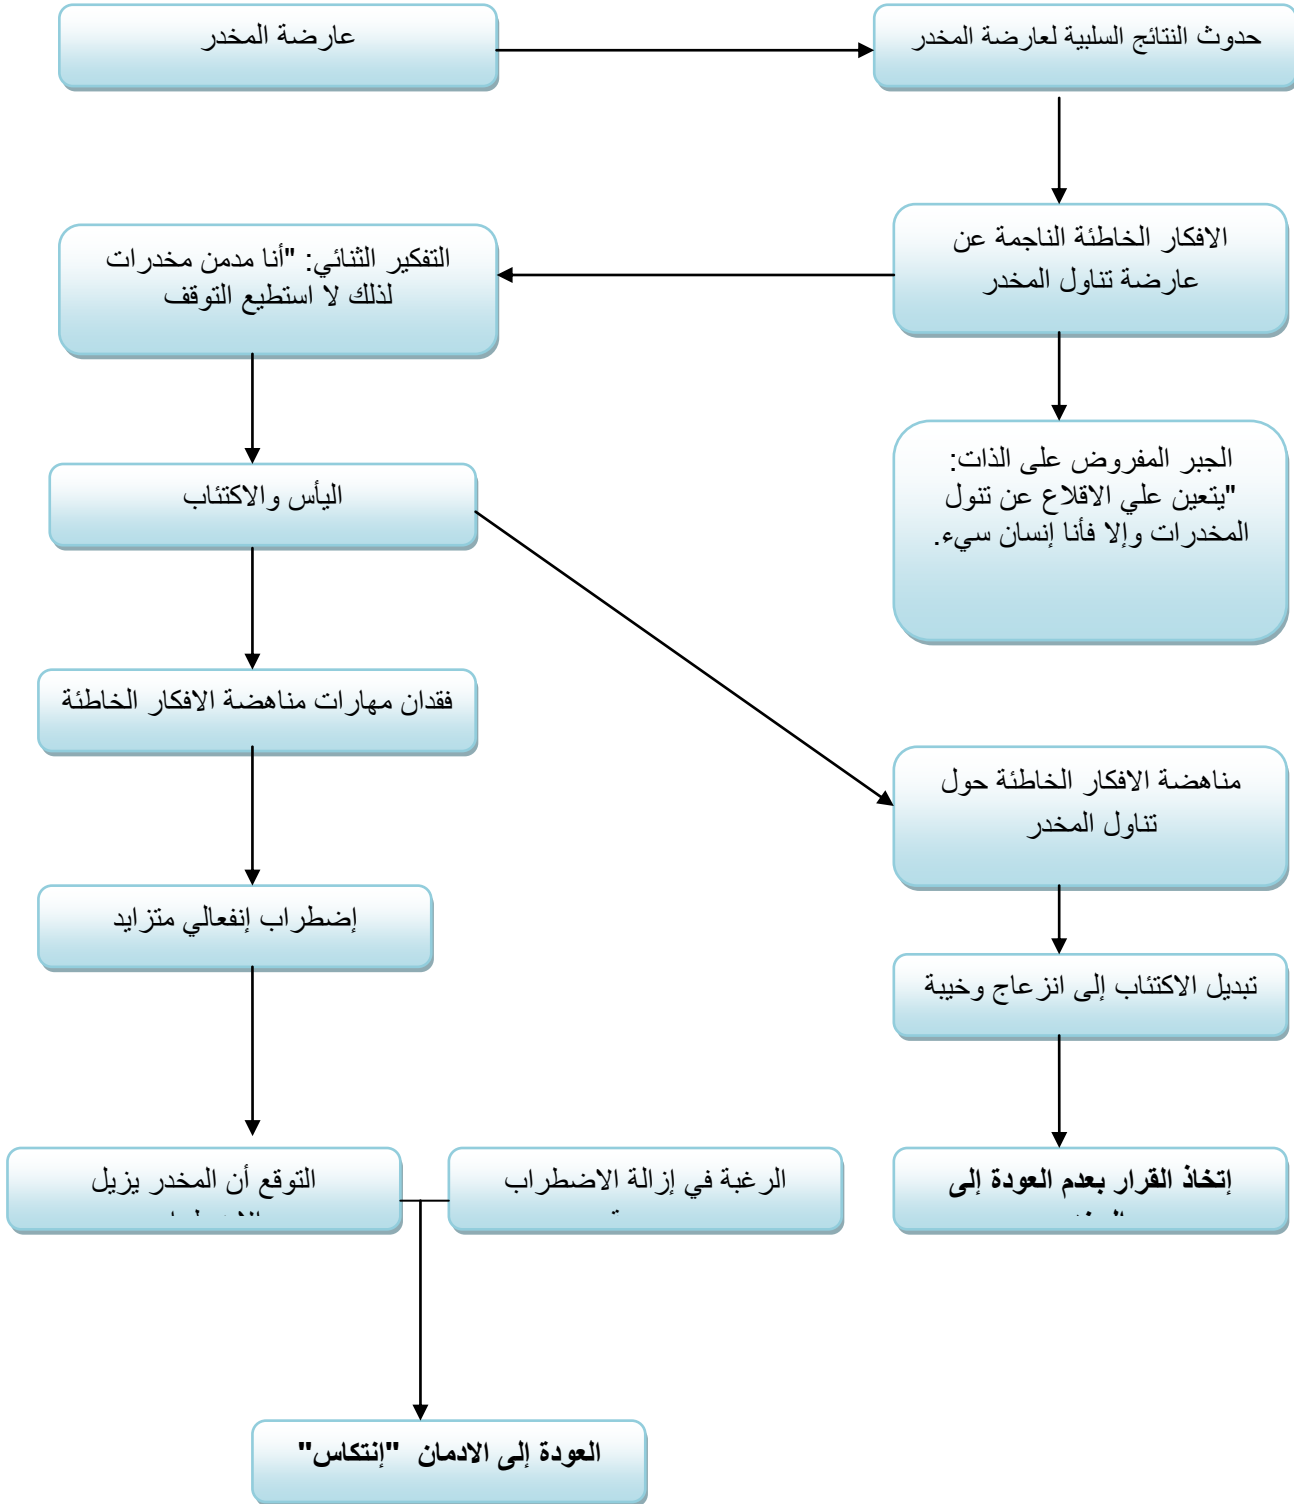 عارضة المخدر
حدوث النتائج السلبية لعارضة المخدر
الافكار الخاطئة الناجمة عن
عارضة تناول المخدر
التفكير الثنائي: "أنا مدمن مخدرات
لذلك لا استطيع التوقف
الجبر المفروض على الذات:
"يتعين علي الاقلاع عن تنول
المخدرات وإلا فأنا إنسان سيء.
اليأس والاكتئاب
فقدان مهارات مناهضة الافكار الخاطئة
مناهضة الافكار الخاطئة حول
تناول المخدر
إضطراب إنفعالي متزايد
تبديل الاكتئاب إلى انزعاج وخيبة
التوقع أن المخدر يزيل
الرغبة في إزالة الاضطراب
إتخاذ القرار بعدم العودة إلى
العودة إلى الادمان "إنتكاس"